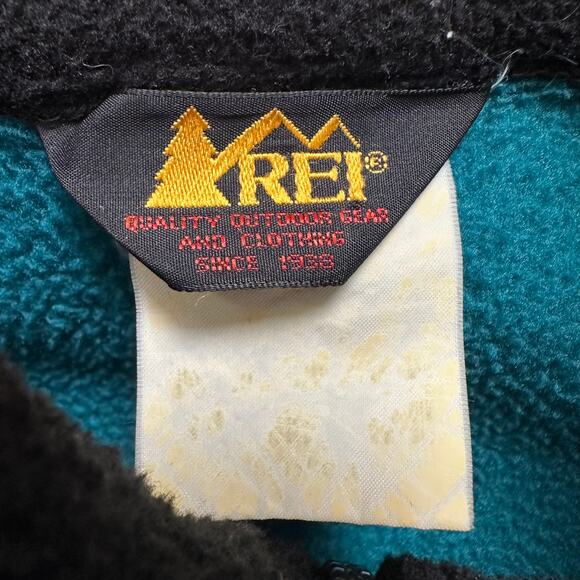 REI®
QUALITY OUTDOOR GEAR
AND CLOTHING
SINCE 1938